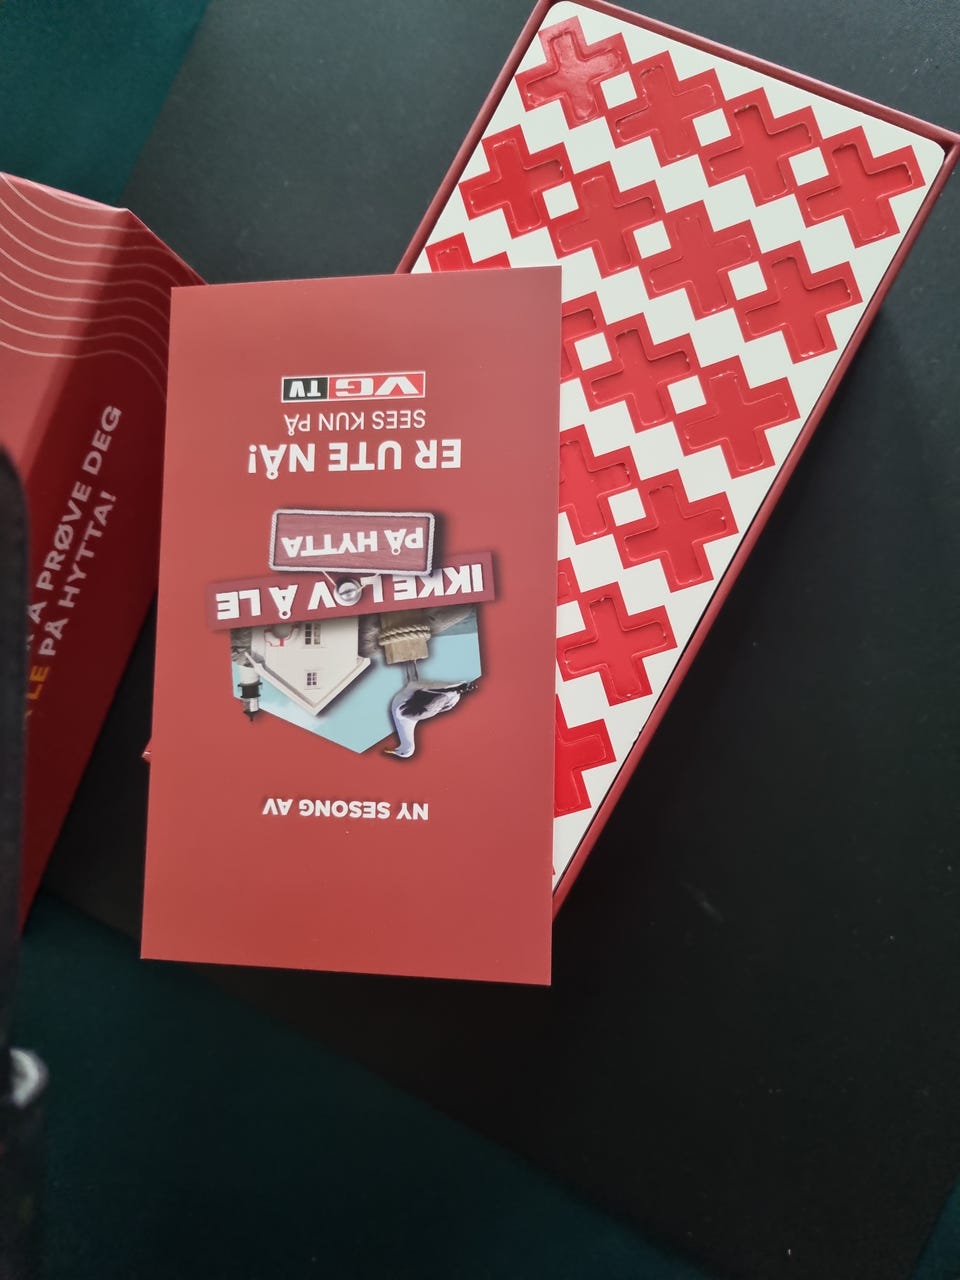 NY SESONG AV
IKKE LOV Å LE
PÅ HYTTA
ER UTE NÅ!
SEES KUN PÅ
VG TV
Å PRØVE DEG
LE PÅ HYTTA!